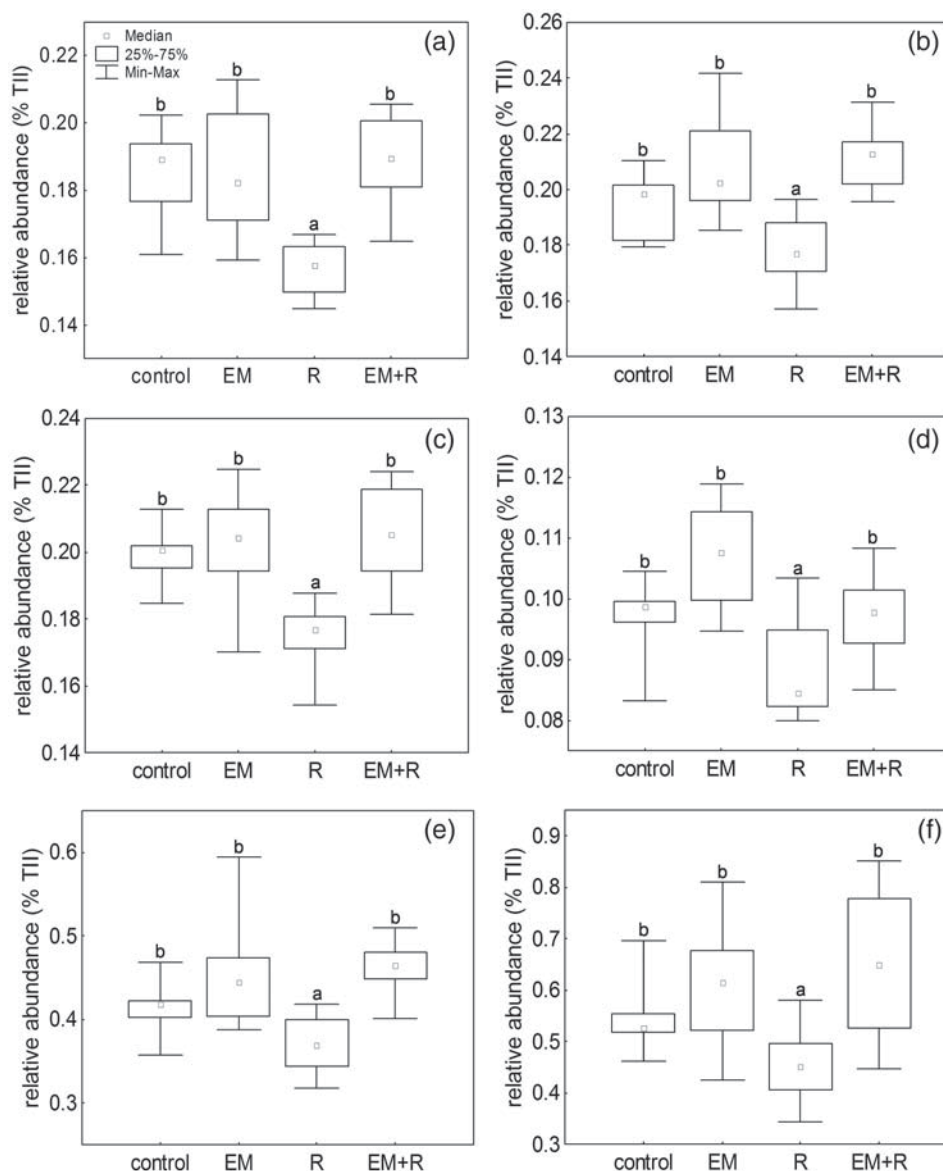 (a)
Median
25%-75%
Min-Max
relative abundance (% TII)
0.22
0.20
0.18
0.16
0.14
b
b
a
b
control EM R EM+R
(b)
relative abundance (% TII)
0.26
0.24
0.22
0.20
0.18
0.16
0.14
b
b
a
b
control EM R EM+R
(c)
relative abundance (% TII)
0.24
0.22
0.20
0.18
0.16
0.14
b
b
a
b
control EM R EM+R
(d)
relative abundance (% TII)
0.13
0.12
0.11
0.10
0.09
0.08
b
b
a
b
control EM R EM+R
(e)
relative abundance (% TII)
0.6
0.5
0.4
0.3
b
b
a
b
control EM R EM+R
(f)
relative abundance (% TII)
0.9
0.8
0.7
0.6
0.5
0.4
0.3
b
b
a
b
control EM R EM+R